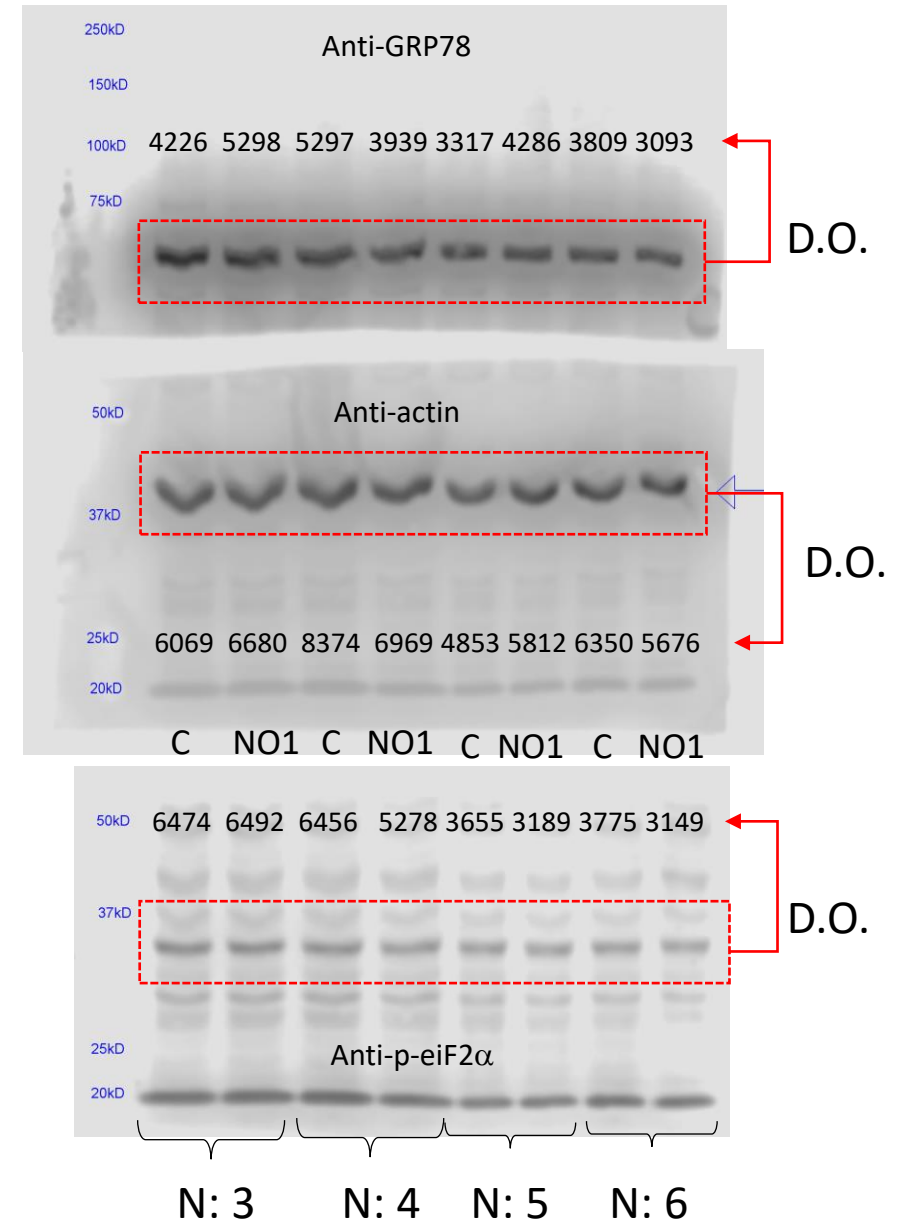 250kD
Anti-GRP78
150kD
100kD 4226 5298 5297 3939 3317 4286 3809 3093
75kD
D.O.
50kD
Anti-actin
37kD
D.O.
25kD 6069 6680 8374 6969 4853 5812 6350 5676
20kD
C NO1 C NO1 C NO1 C NO1
50kD 6474 6492 6456 5278 3655 3189 3775 3149
37kD
D.O.
25kD
Anti-p-eiF2α
20kD
N: 3 N: 4 N: 5 N: 6